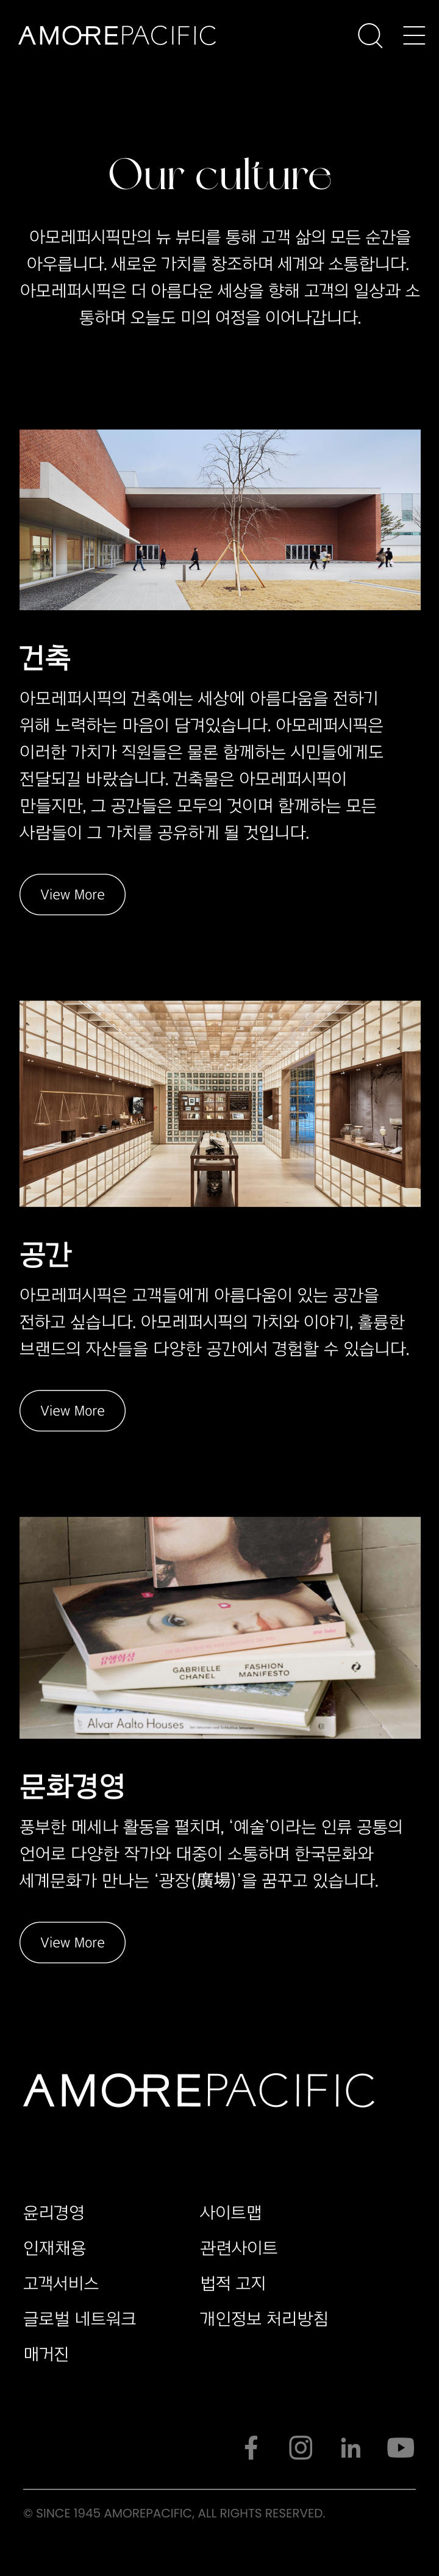 AMOREPACIFIC
Our culture
아모레퍼시픽만의 뉴 뷰티를 통해 고객 삶의 모든 순간을
아우릅니다. 새로운 가치를 창조하며 세계와 소통합니다.
아모레퍼시픽은 더 아름다운 세상을 향해 고객의 일상과 소
통하며 오늘도 미의 여정을 이어나갑니다.
건축
아모레퍼시픽의 건축에는 세상에 아름다움을 전하기
위해 노력하는 마음이 담겨있습니다. 아모레퍼시픽은
이러한 가치가 직원들은 물론 함께하는 시민들에게도
전달되길 바랐습니다. 건축물은 아모레퍼시픽이
만들지만, 그 공간들은 모두의 것이며 함께하는 모든
사람들이 그 가치를 공유하게 될 것입니다.
View More
공간
아모레퍼시픽은 고객들에게 아름다움이 있는 공간을
전하고 싶습니다. 아모레퍼시픽의 가치와 이야기, 훌륭한
브랜드의 자산들을 다양한 공간에서 경험할 수 있습니다.
View More
유행화장
GABRIELLE CHANEL FASHION MANIFESTO
Alvar Aalto Houses
문화경영
풍부한 메세나 활동을 펼치며, ‘예술’이라는 인류 공통의
언어로 다양한 작가와 대중이 소통하며 한국문화와
세계문화가 만나는 ‘광장(廣場)’을 꿈꾸고 있습니다.
View More
AMOREPACIFIC
윤리경영
인재채용
고객서비스
글로벌 네트워크
매거진
사이트맵
관련사이트
법적 고지
개인정보 처리방침
© SINCE 1945 AMOREPACIFIC, ALL RIGHTS RESERVED.